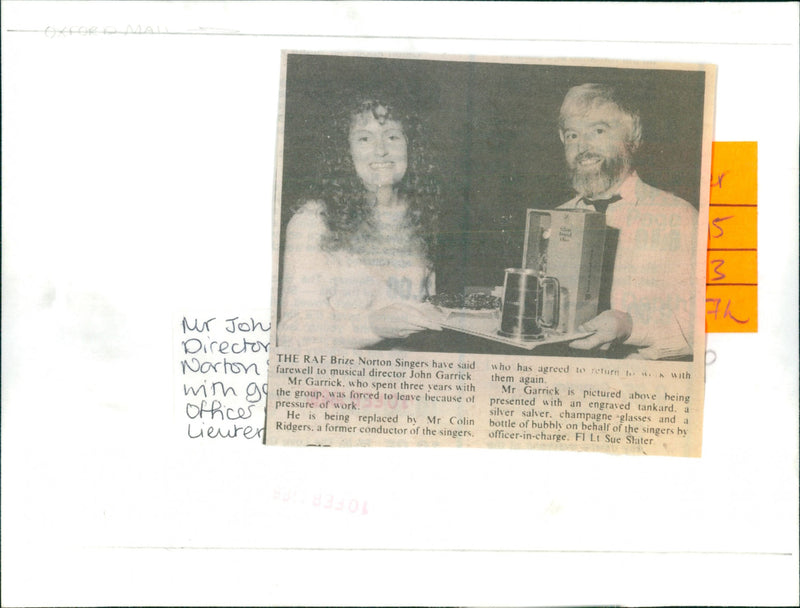 OXFORD MAIL
Mr John
Director
Norton
with go
Officer
Lieuten
THE RAF Brize Norton Singers have said
farewell to musical director John Garrick.
Mr Garrick, who spent three years with
the group, was forced to leave because of
pressure of work.
He is being replaced by Mr Colin
Ridgers, a former conductor of the singers,
who has agreed to return to work with
them again.
Mr Garrick is pictured above being
presented with an engraved tankard, a
silver salver, champagne glasses and a
bottle of bubbly on behalf of the singers by
officer-in-charge, Fl Lt Sue Slater.
5
3
7h
10 FEB